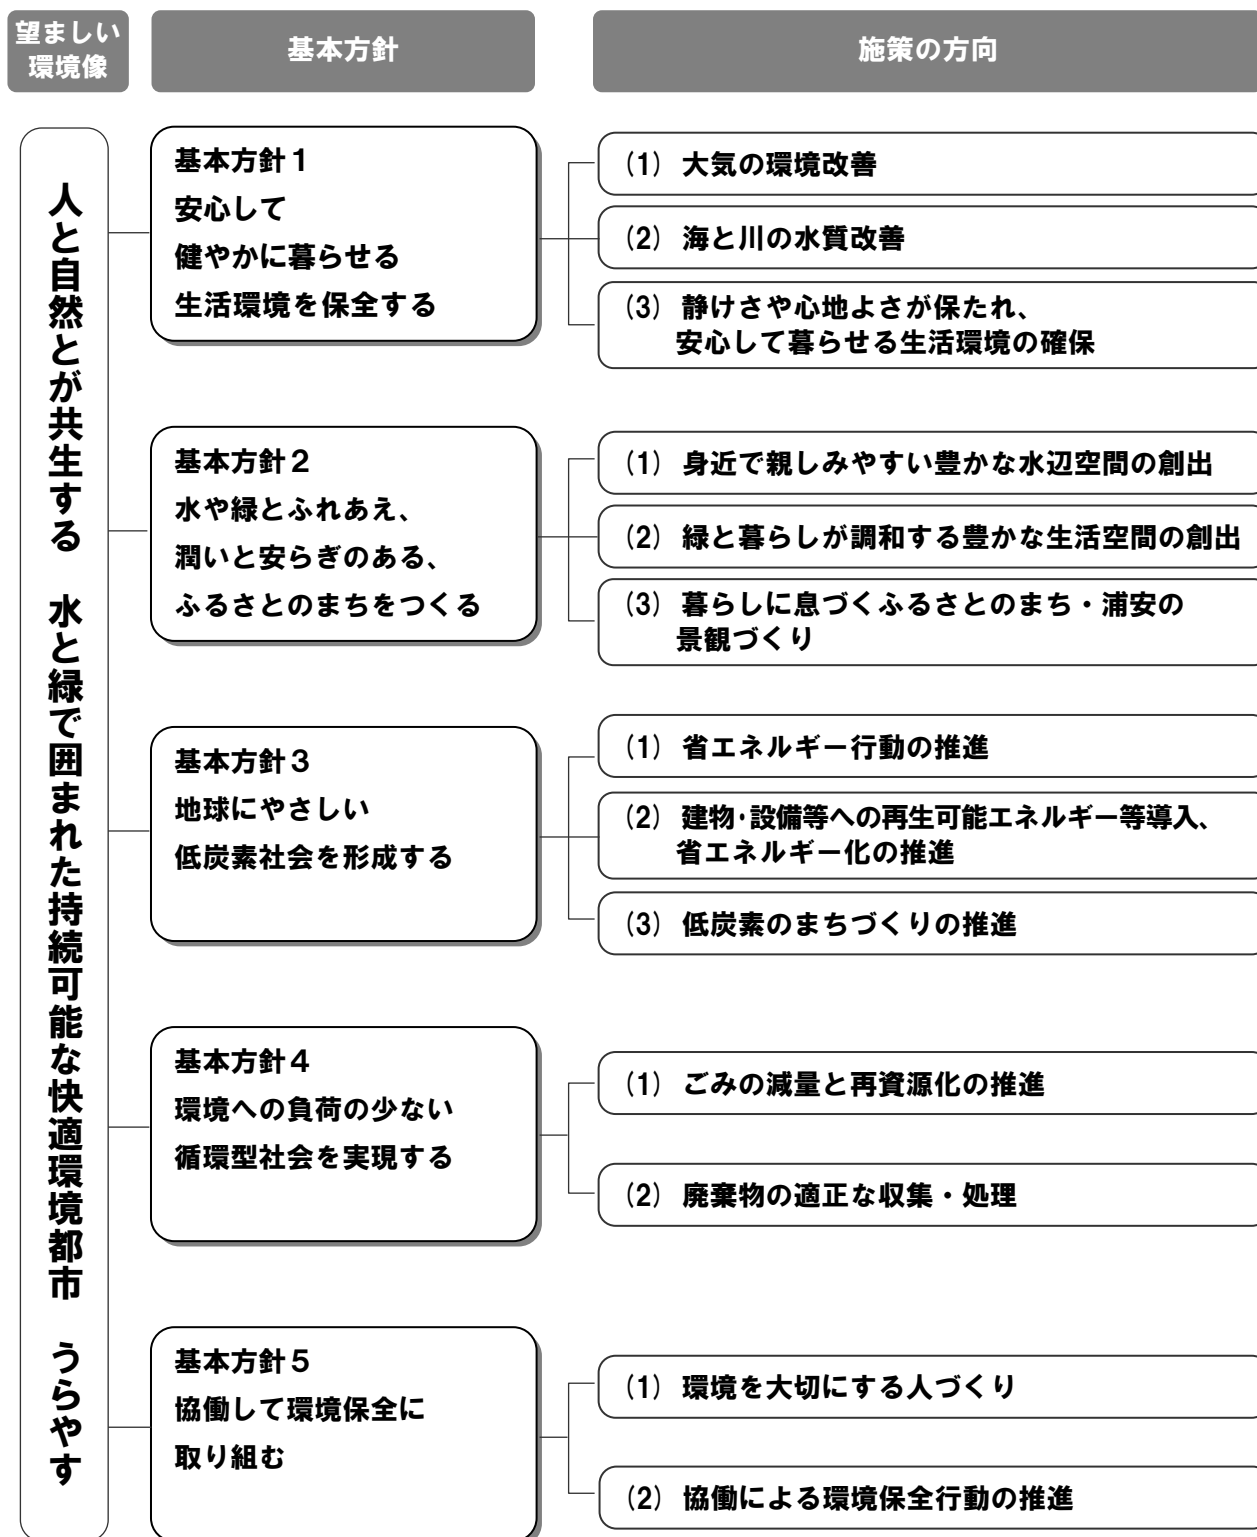 望ましい
環境像
基本方針
施策の方向
人と自然とが共生する　水と緑で囲まれた持続可能な快適環境都市　うらやす
基本方針1
安心して
健やかに暮らせる
生活環境を保全する
(1) 大気の環境改善
(2) 海と川の水質改善
(3) 静けさや心地よさが保たれ、
安心して暮らせる生活環境の確保
基本方針2
水や緑とふれあえ、
潤いと安らぎのある、
ふるさとのまちをつくる
(1) 身近で親しみやすい豊かな水辺空間の創出
(2) 緑と暮らしが調和する豊かな生活空間の創出
(3) 暮らしに息づくふるさとのまち・浦安の
景観づくり
基本方針3
地球にやさしい
低炭素社会を形成する
(1) 省エネルギー行動の推進
(2) 建物・設備等への再生可能エネルギー等導入、
省エネルギー化の推進
(3) 低炭素のまちづくりの推進
基本方針4
環境への負荷の少ない
循環型社会を実現する
(1) ごみの減量と再資源化の推進
(2) 廃棄物の適正な収集・処理
基本方針5
協働して環境保全に
取り組む
(1) 環境を大切にする人づくり
(2) 協働による環境保全行動の推進